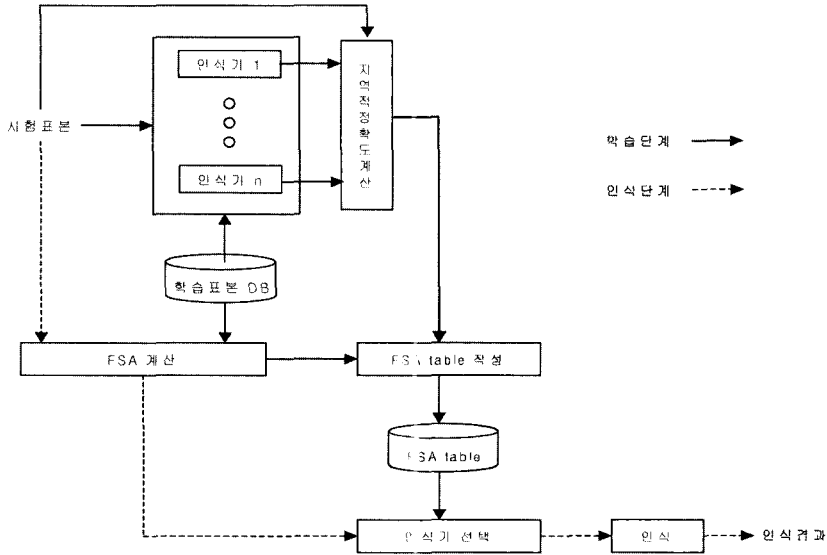 인식기 1
지역적정확도계산
시험표본
인식기 n
학습단계
인식단계
학습표본 DB
FSA 계산
FSA table 작성
FSA table
인식기 선택
인식
인식결과